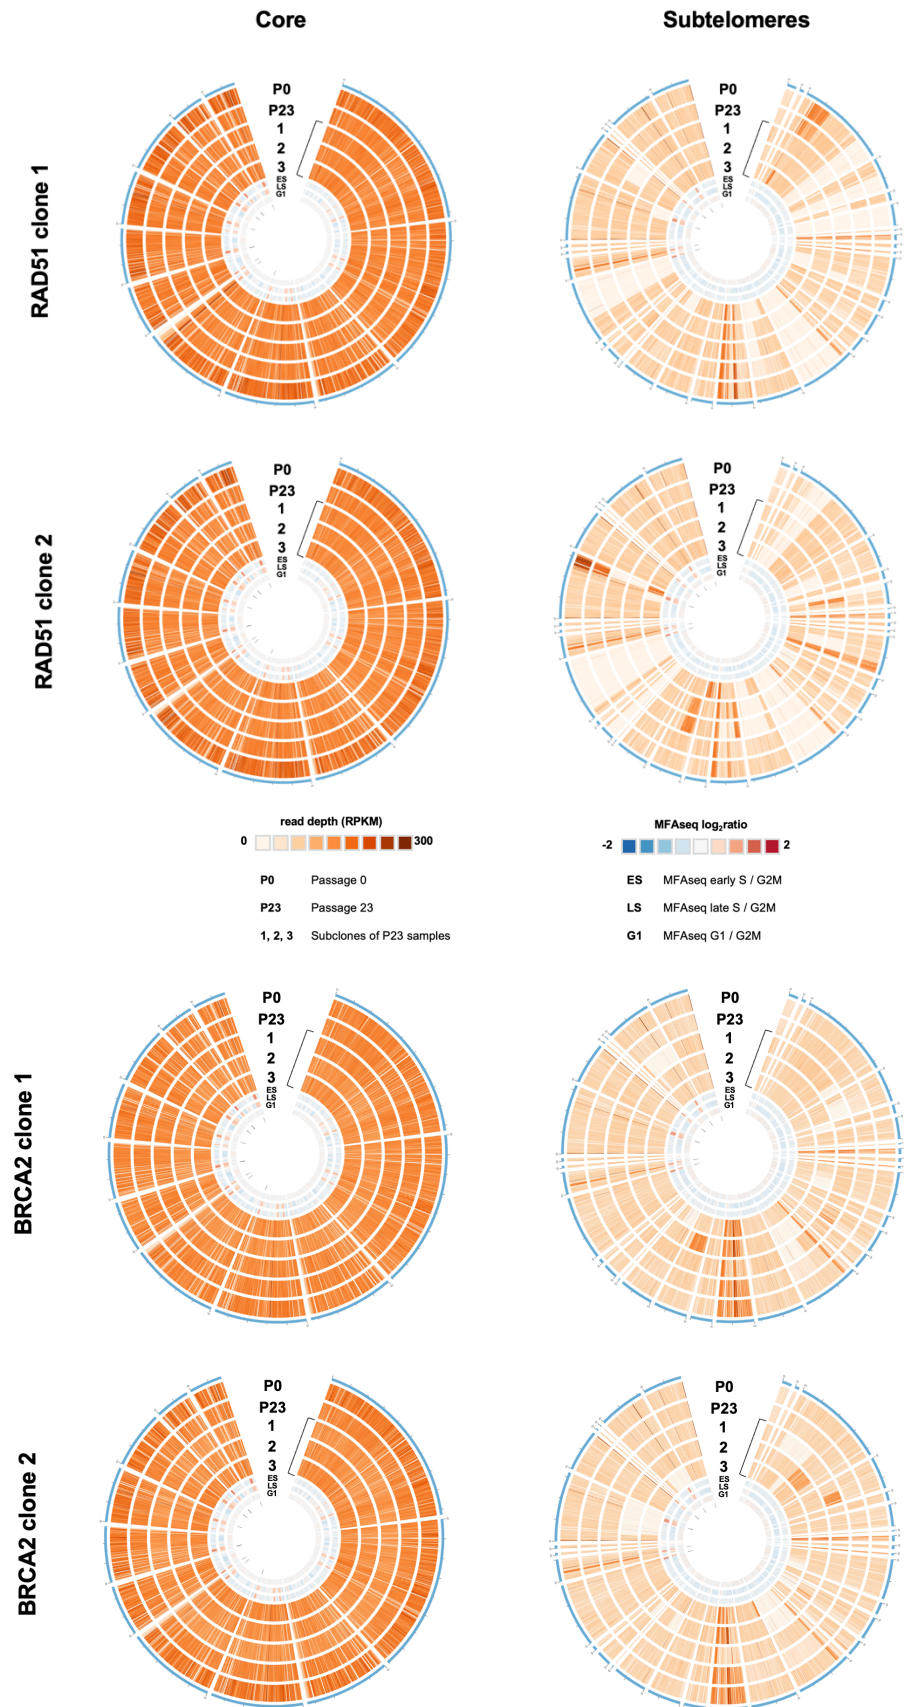 Core
Subtelomeres
RAD51 clone 1
P0
P23
1
2
3
ES
LS
G1
P0
P23
1
2
3
ES
LS
G1
RAD51 clone 2
P0
P23
1
2
3
ES
LS
G1
P0
P23
1
2
3
ES
LS
G1
read depth (RPKM)
0 300
P0 Passage 0
P23 Passage 23
1, 2, 3 Subclones of P23 samples
MFAseq log2ratio
-2 2
ES MFAseq early S / G2M
LS MFAseq late S / G2M
G1 MFAseq G1 / G2M
BRCA2 clone 1
P0
P23
1
2
3
ES
LS
G1
P0
P23
1
2
3
ES
LS
G1
BRCA2 clone 2
P0
P23
1
2
3
ES
LS
G1
P0
P23
1
2
3
ES
LS
G1